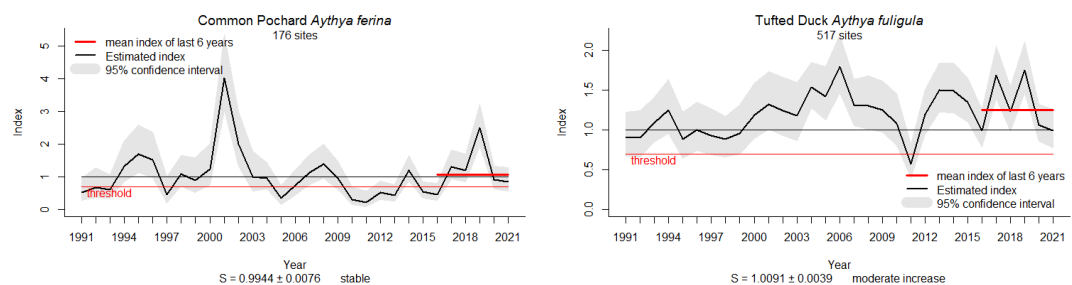 Common Pochard Aythya ferina
176 sites
mean index of last 6 years
Estimated index
95% confidence interval
threshold
Index
0 1 2 3 4 5
1991 1994 1997 2000 2003 2006 2009 2012 2015 2018 2021
Year
S = 0.9944 ± 0.0076 stable
Tufted Duck Aythya fuligula
517 sites
threshold
mean index of last 6 years
Estimated index
95% confidence interval
Index
0.0 0.5 1.0 1.5 2.0
1991 1994 1997 2000 2003 2006 2009 2012 2015 2018 2021
Year
S = 1.0091 ± 0.0039 moderate increase